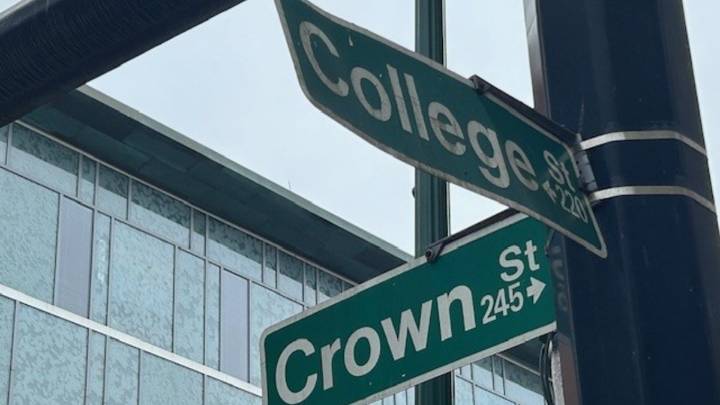 College St
←220
Crown St
245→